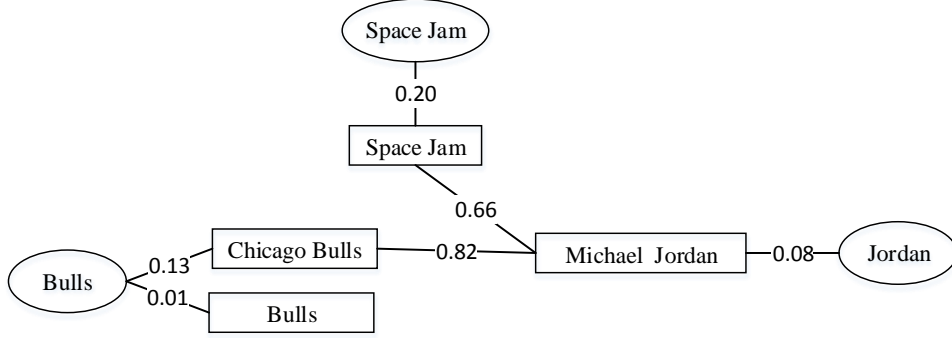 Space Jam
0.20
Space Jam
0.66
Chicago Bulls
0.82
Michael Jordan
0.08
Jordan
Bulls
0.13
0.01
Bulls